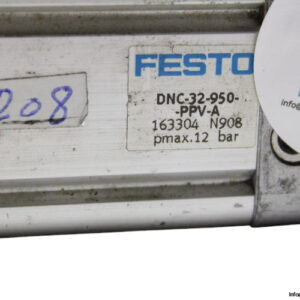 208
FESTO
DNC-32-950-
-PPV-A
163304 N908
pmax.12 bar